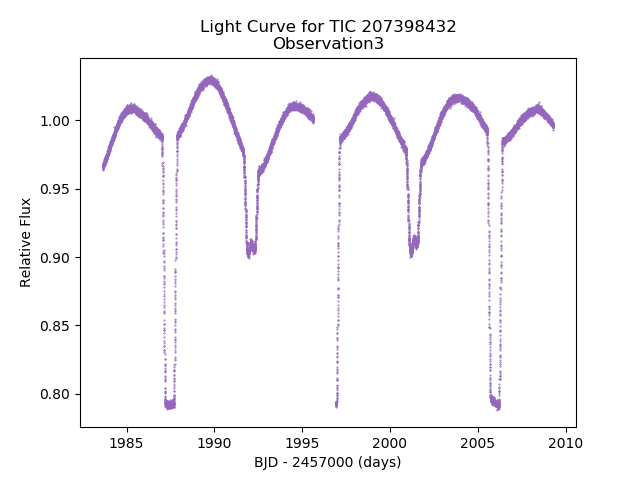 Light Curve for TIC 207398432
Observation3
1.00
0.95
0.90
0.85
0.80
Relative Flux
1985
1990
1995
2000
2005
2010
BJD - 2457000 (days)